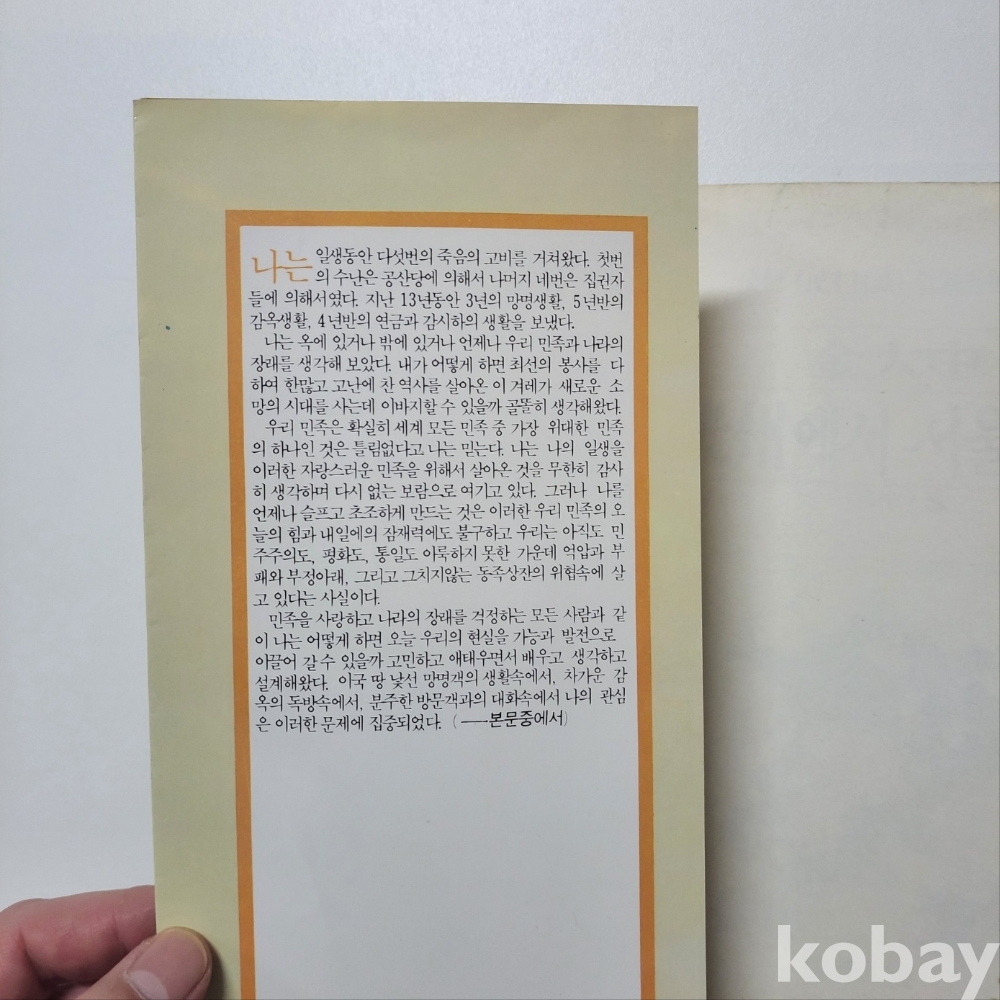 나는 일생동안 다섯번의 죽음의 고비를 거쳐왔다. 첫번
의 수난은 공산당에 의해서 나머지 네번은 집권자
들에 의해서였다. 지난 13년동안 3년의 망명생활, 5년반의
감옥생활, 4년반의 연금과 감시하의 생활을 보냈다.
나는 옥에 있거나 밖에 있거나 언제나 우리 민족과 나라의
장래를 생각해 보았다. 내가 어떻게 하면 최선의 봉사를 다
하여 한많고 고난에 찬 역사를 살아온 이 겨레가 새로운 소
망의 시대를 사는데 이바지할 수 있을까 골똘히 생각해왔다.
우리 민족은 확실히 세계 모든 민족 중 가장 위대한 민족
의 하나인 것은 틀림없다고 나는 믿는다. 나는 나의 일생을
이러한 자랑스러운 민족을 위해서 살아온 것을 무한히 감사
히 생각하며 다시 없는 보람으로 여기고 있다. 그러나 나를
언제나 슬프고 초조하게 만드는 것은 이러한 우리 민족의 오
늘의 힘과 내일에의 잠재력에도 불구하고 우리는 아직도 민
주주의도, 평화도, 통일도 이룩하지 못한 가운데 억압과 부
패와 부정아래, 그리고 그치지않는 동족상잔의 위협속에 살
고 있다는 사실이다.
민족을 사랑하고 나라의 장래를 걱정하는 모든 사람과 같
이 나는 어떻게 하면 오늘 우리의 현실을 가능과 발전으로
이끌어 갈 수 있을까 고민하고 애태우면서 배우고 생각하고
설계해왔다. 이국 땅 낯선 망명객의 생활속에서, 차가운 감
옥의 독방속에서, 분주한 방문객과의 대화속에서 나의 관심
은 이러한 문제에 집중되었다. (──본문중에서)
kobay